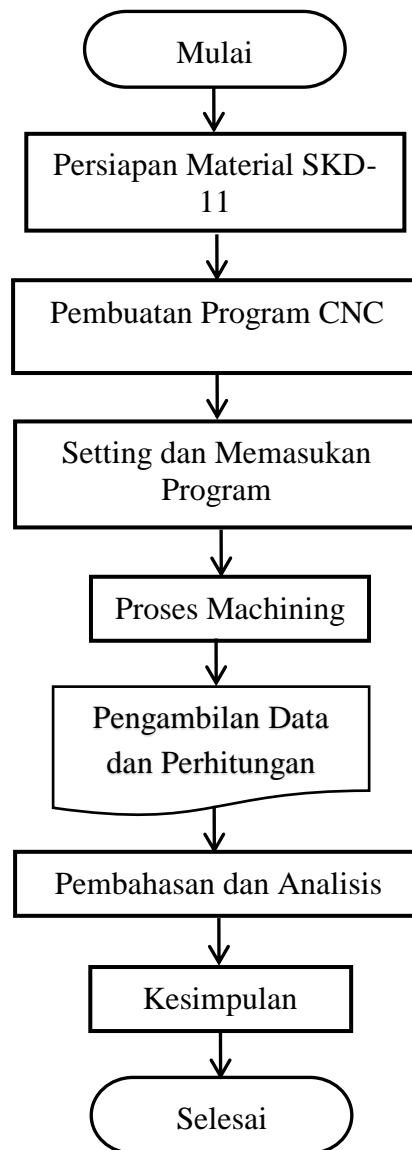 Mulai
Persiapan Material SKD-
11
Pembuatan Program CNC
Setting dan Memasukan
Program
Proses Machining
Pengambilan Data
dan Perhitungan
Pembahasan dan Analisis
Kesimpulan
Selesai